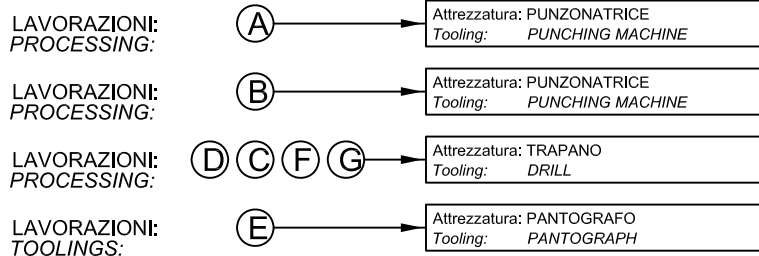 LAVORAZIONI:
PROCESSING:
A
Attrezzatura: PUNZONATRICE
Tooling: PUNCHING MACHINE
LAVORAZIONI:
PROCESSING:
B
Attrezzatura: PUNZONATRICE
Tooling: PUNCHING MACHINE
LAVORAZIONI:
PROCESSING:
D C F G
Attrezzatura: TRAPANO
Tooling: DRILL
LAVORAZIONI:
TOOLINGS:
E
Attrezzatura: PANTOGRAFO
Tooling: PANTOGRAPH